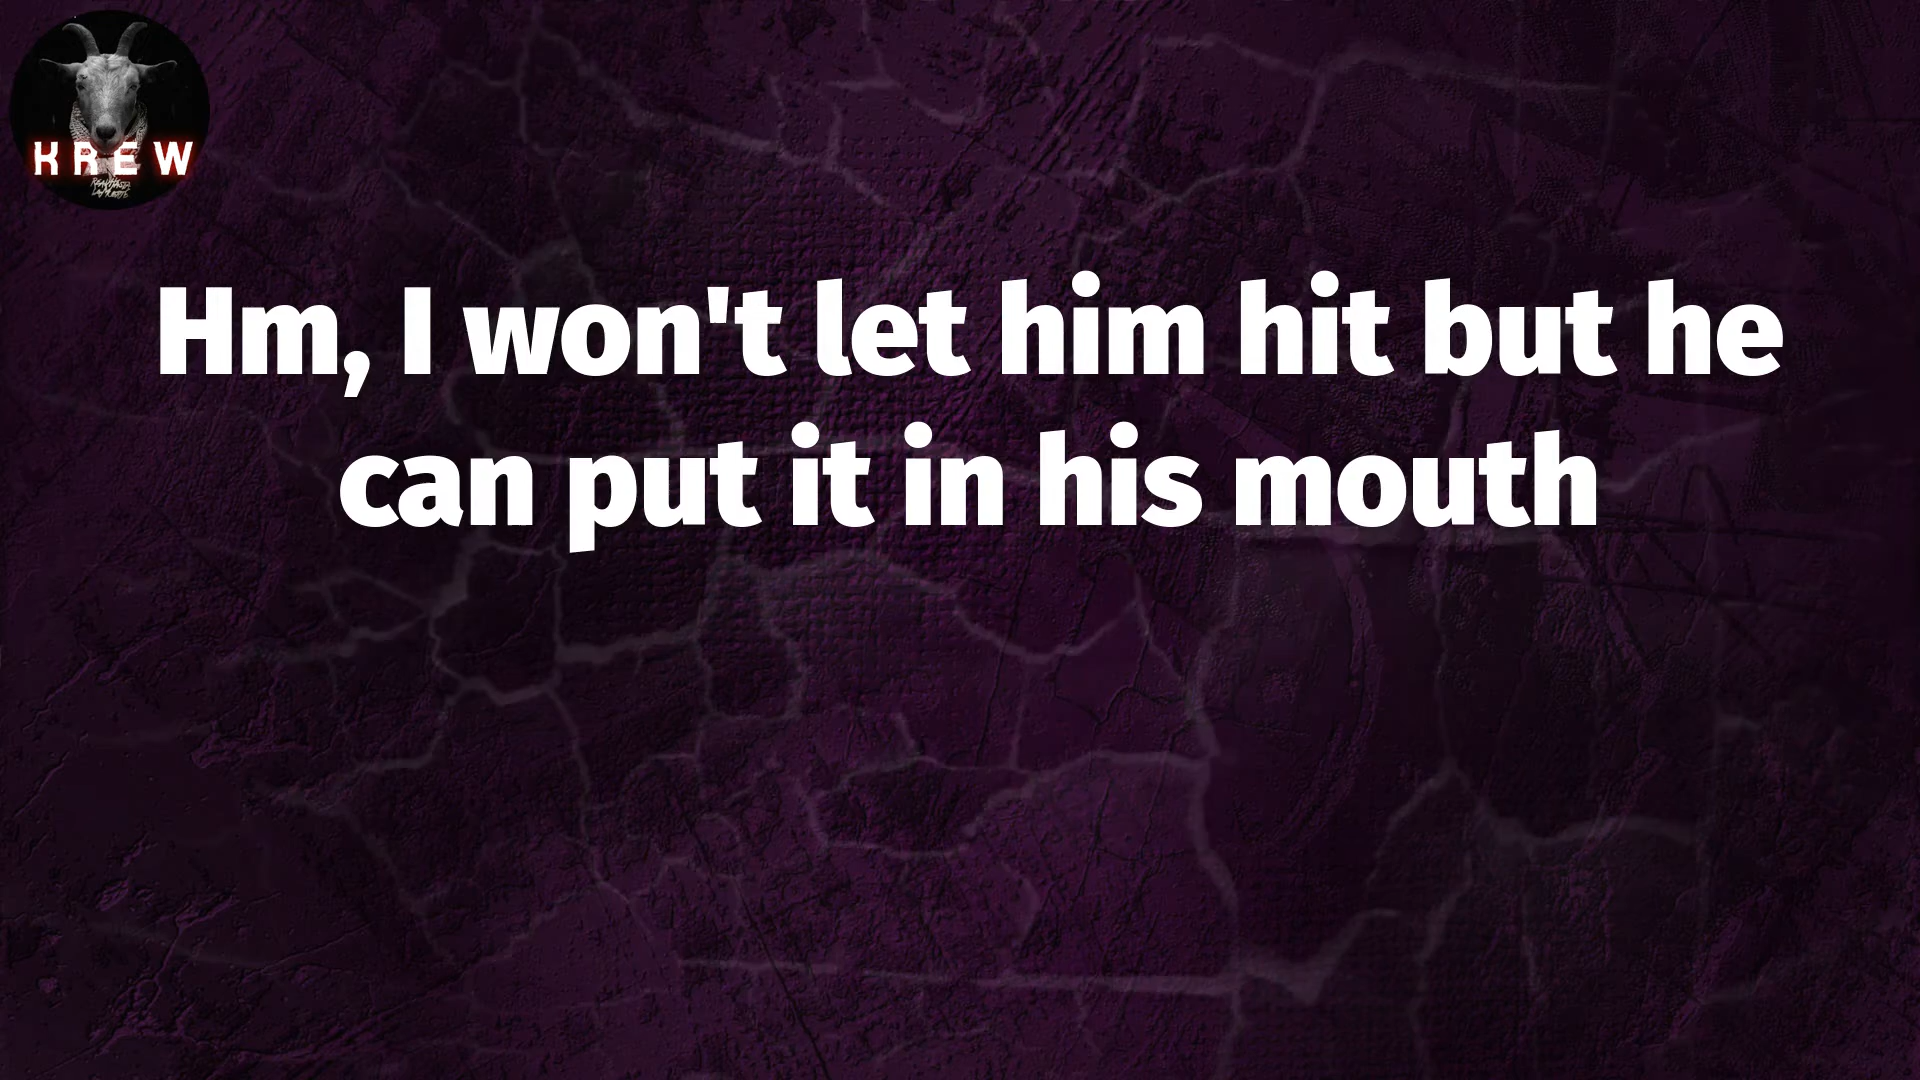 KREW
Hm, I won't let him hit but he
can put it in his mouth